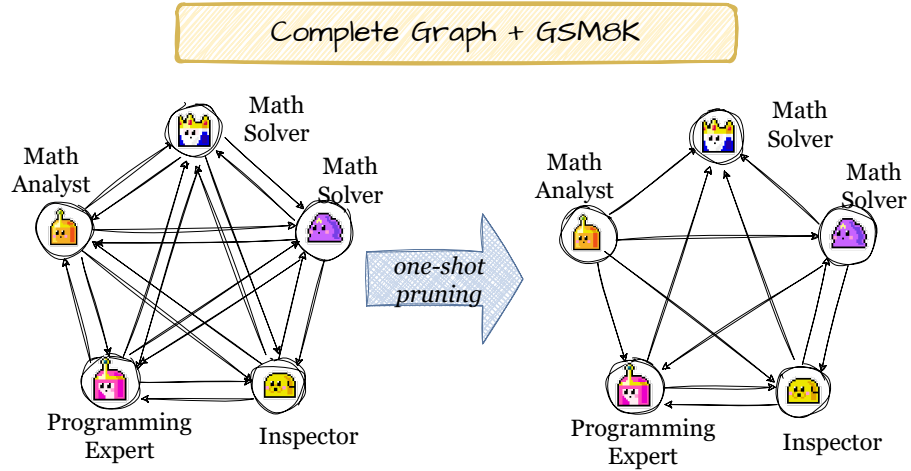 Complete Graph + GSM8K
Math
Solver
Math
Analyst
Math
Solver
Programming
Expert
Inspector
one-shot
pruning
Math
Solver
Math
Analyst
Math
Solver
Programming
Expert
Inspector